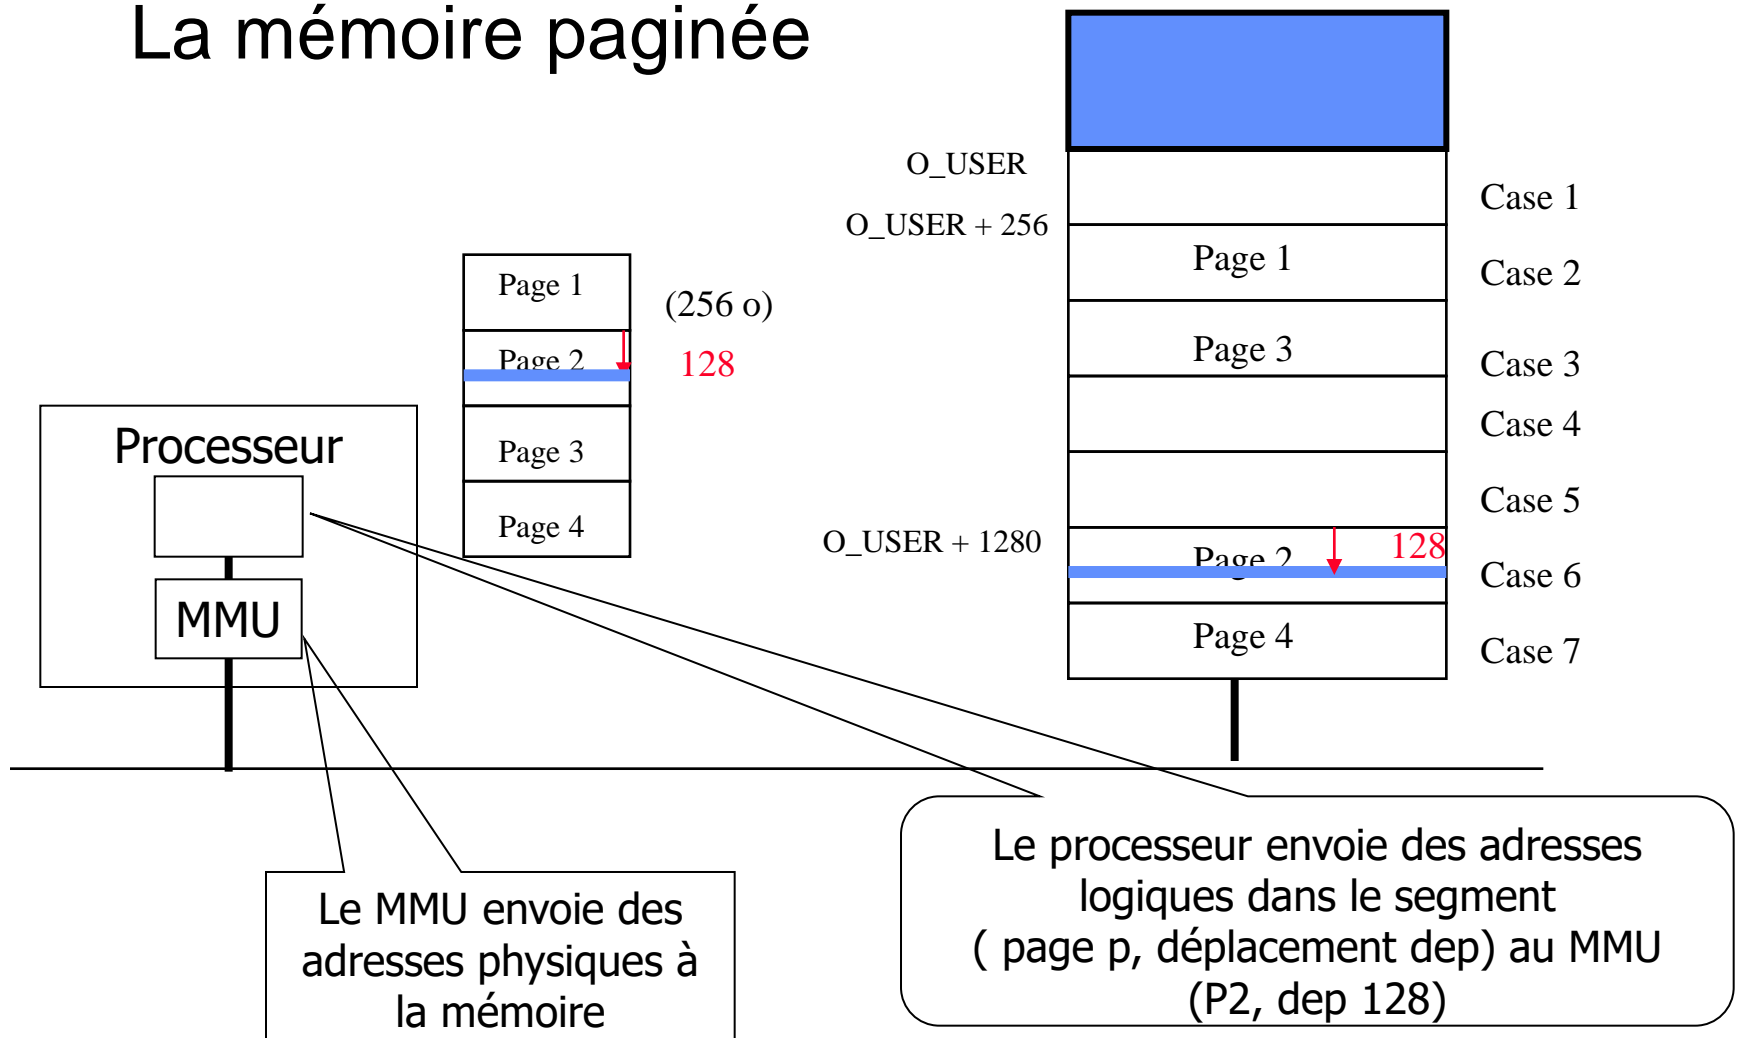 La mémoire paginée
O_USER
Case 1
O_USER + 256
Page 1
Case 2
Page 1
(256 o)
Page 2
128
Page 3
Case 3
Case 4
Processeur
Page 3
Case 5
Page 4
O_USER + 1280
Page 2
128
Case 6
MMU
Page 4
Case 7
Le processeur envoie des adresses
logiques dans le segment
( page p, déplacement dep) au MMU
(P2, dep 128)
Le MMU envoie des
adresses physiques à
la mémoire